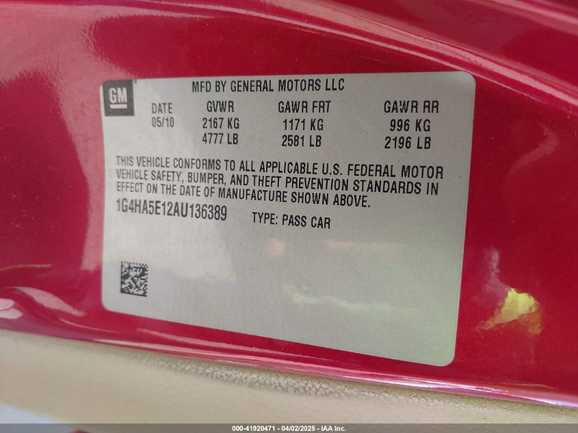 GM
MFD BY GENERAL MOTORS LLC
DATE GVWR GAWR FRT GAWR RR
05/10 2167 KG 1171 KG 996 KG
4777 LB 2581 LB 2196 LB
THIS VEHICLE CONFORMS TO ALL APPLICABLE U.S. FEDERAL MOTOR
VEHICLE SAFETY, BUMPER, AND THEFT PREVENTION STANDARDS IN
EFFECT ON THE DATE OF MANUFACTURE SHOWN ABOVE.
1G4HA5E12AU136389 TYPE: PASS CAR
000-41920471 - 04/02/2025 - IAA Inc.